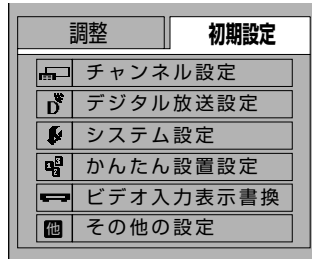 調整 初期設定
チャンネル設定
D デジタル放送設定
システム設定
かんたん設置設定
ビデオ入力表示書換
他 その他の設定